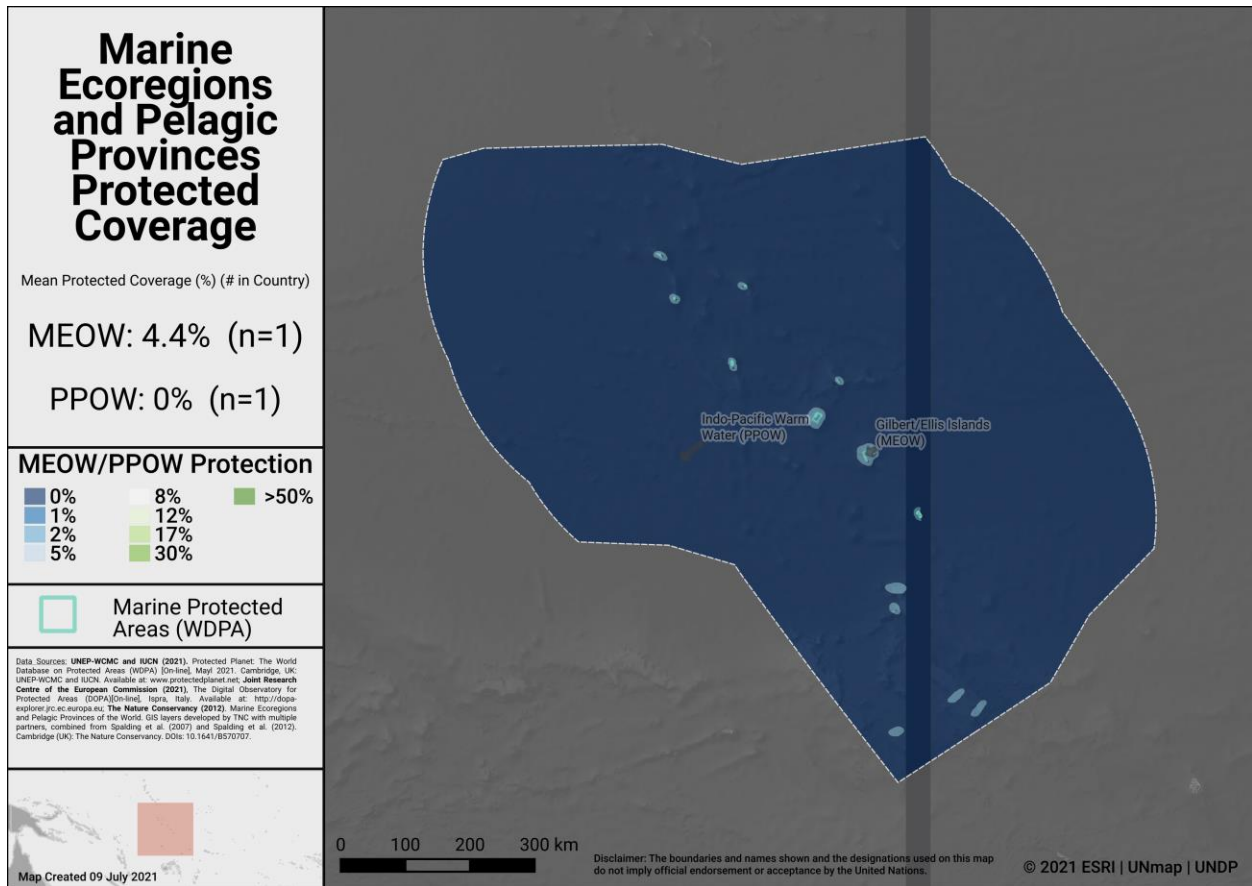 Marine
Ecoregions
and Pelagic
Provinces
Protected
Coverage
Mean Protected Coverage (%) (# in Country)
MEOW: 4.4% (n=1)
PPOW: 0% (n=1)
MEOW/PPOW Protection
0%
1%
2%
5%
8%
12%
17%
30%
>50%
Marine Protected
Areas (WDPA)
Data Sources: UNEP-WCMC and IUCN (2021). Protected Planet: The World
Database on Protected Areas (WDPA) [On-line], Mayl 2021. Cambridge, UK:
UNEP-WCMC and IUCN. Available at: www.protectedplanet.net; Joint Research
Centre of the European Commission (2021), The Digital Observatory for
Protected Areas (DOPA)[On-line], Ispra, Italy. Available at: http://dopa-
explorer.jrc.ec.europa.eu; The Nature Conservancy (2012). Marine Ecoregions
and Pelagic Provinces of the World. GIS layers developed by TNC with multiple
partners, combined from Spalding et al. (2007) and Spalding et al. (2012).
Cambridge (UK): The Nature Conservancy. DOIs: 10.1641/B570707.
Map Created 09 July 2021
Indo-Pacific Warm
Water (PPOW)
Gilbert/Ellis Islands
(MEOW)
0 100 200 300 km
Disclaimer: The boundaries and names shown and the designations used on this map
do not imply official endorsement or acceptance by the United Nations.
© 2021 ESRI | UNmap | UNDP